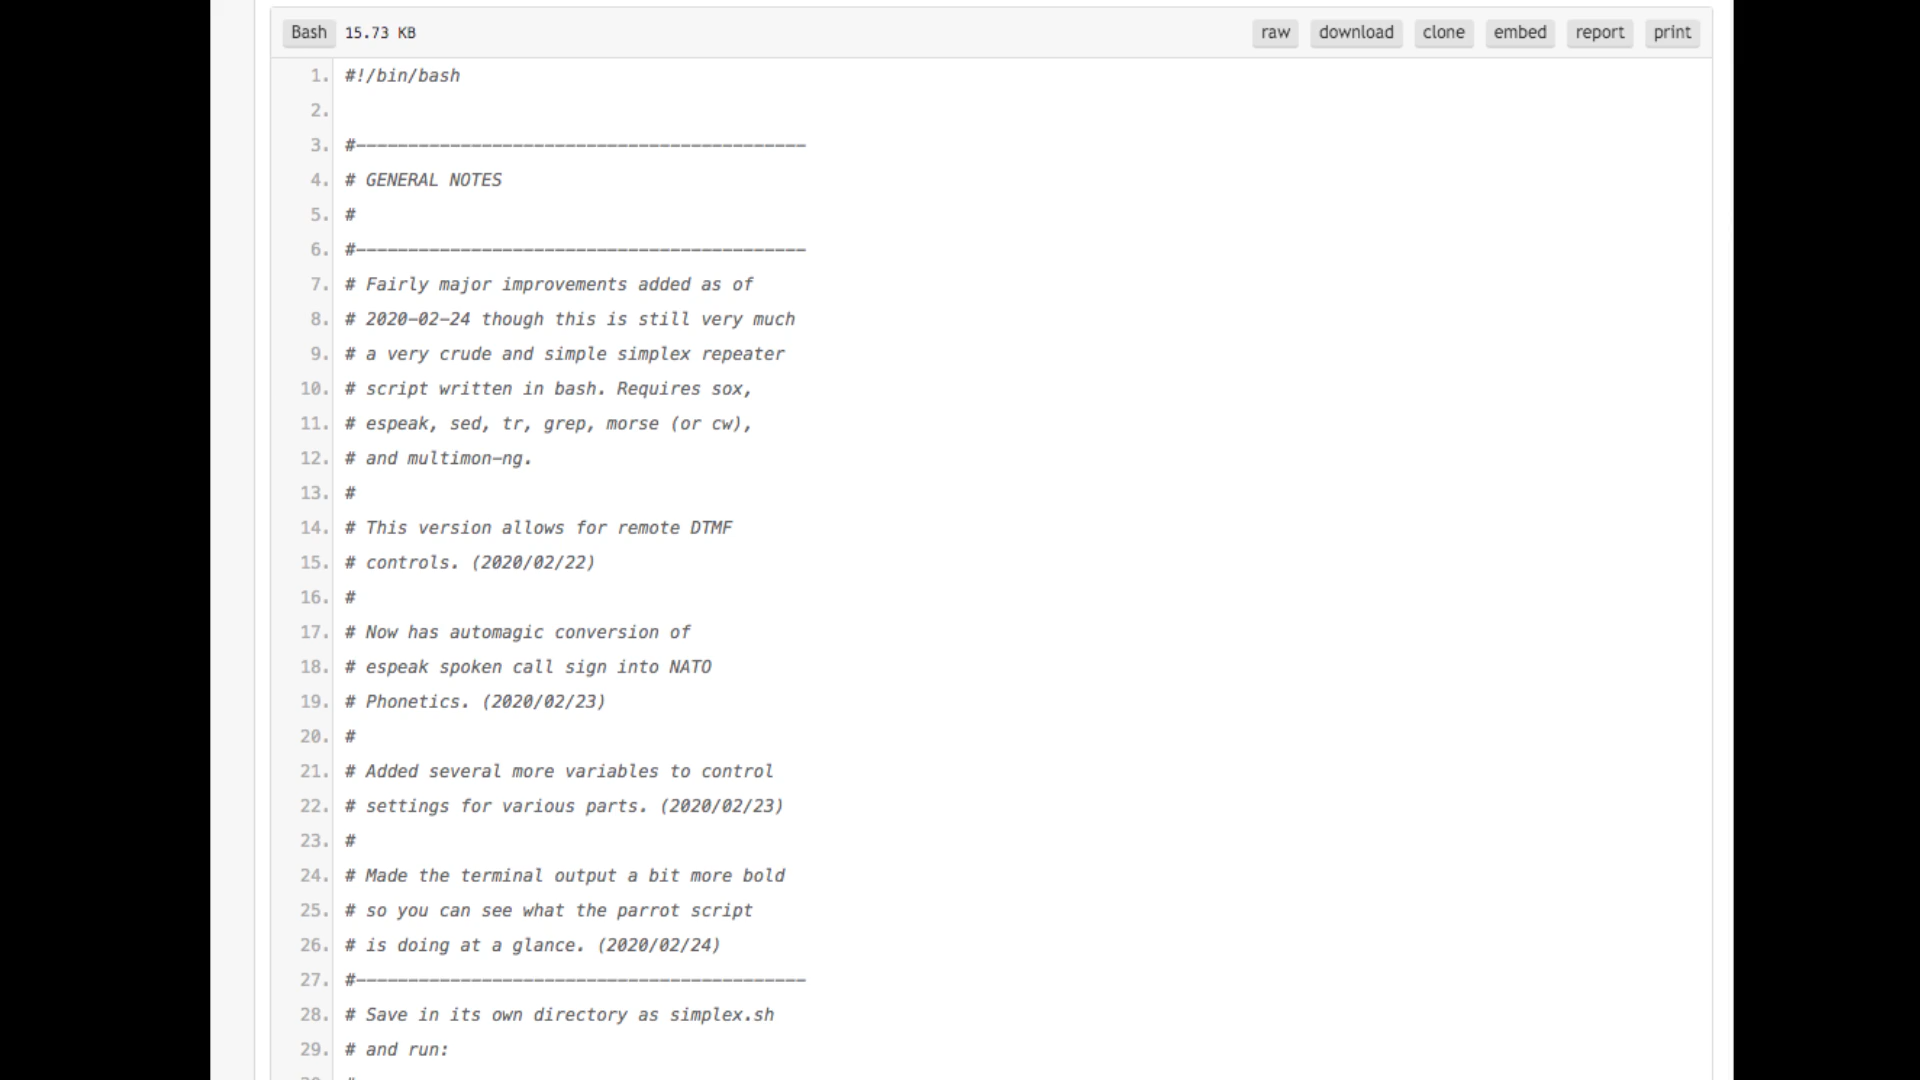 Bash 15.73 KB raw download clone embed report print
1. #!/bin/bash
2.
3. #-------------------------------------------
4. # GENERAL NOTES
5. #
6. #-------------------------------------------
7. # Fairly major improvements added as of
8. # 2020-02-24 though this is still very much
9. # a very crude and simple simplex repeater
10. # script written in bash. Requires sox,
11. # espeak, sed, tr, grep, morse (or cw),
12. # and multimon-ng.
13. #
14. # This version allows for remote DTMF
15. # controls. (2020/02/22)
16. #
17. # Now has automagic conversion of
18. # espeak spoken call sign into NATO
19. # Phonetics. (2020/02/23)
20. #
21. # Added several more variables to control
22. # settings for various parts. (2020/02/23)
23. #
24. # Made the terminal output a bit more bold
25. # so you can see what the parrot script
26. # is doing at a glance. (2020/02/24)
27. #-------------------------------------------
28. # Save in its own directory as simplex.sh
29. # and run: